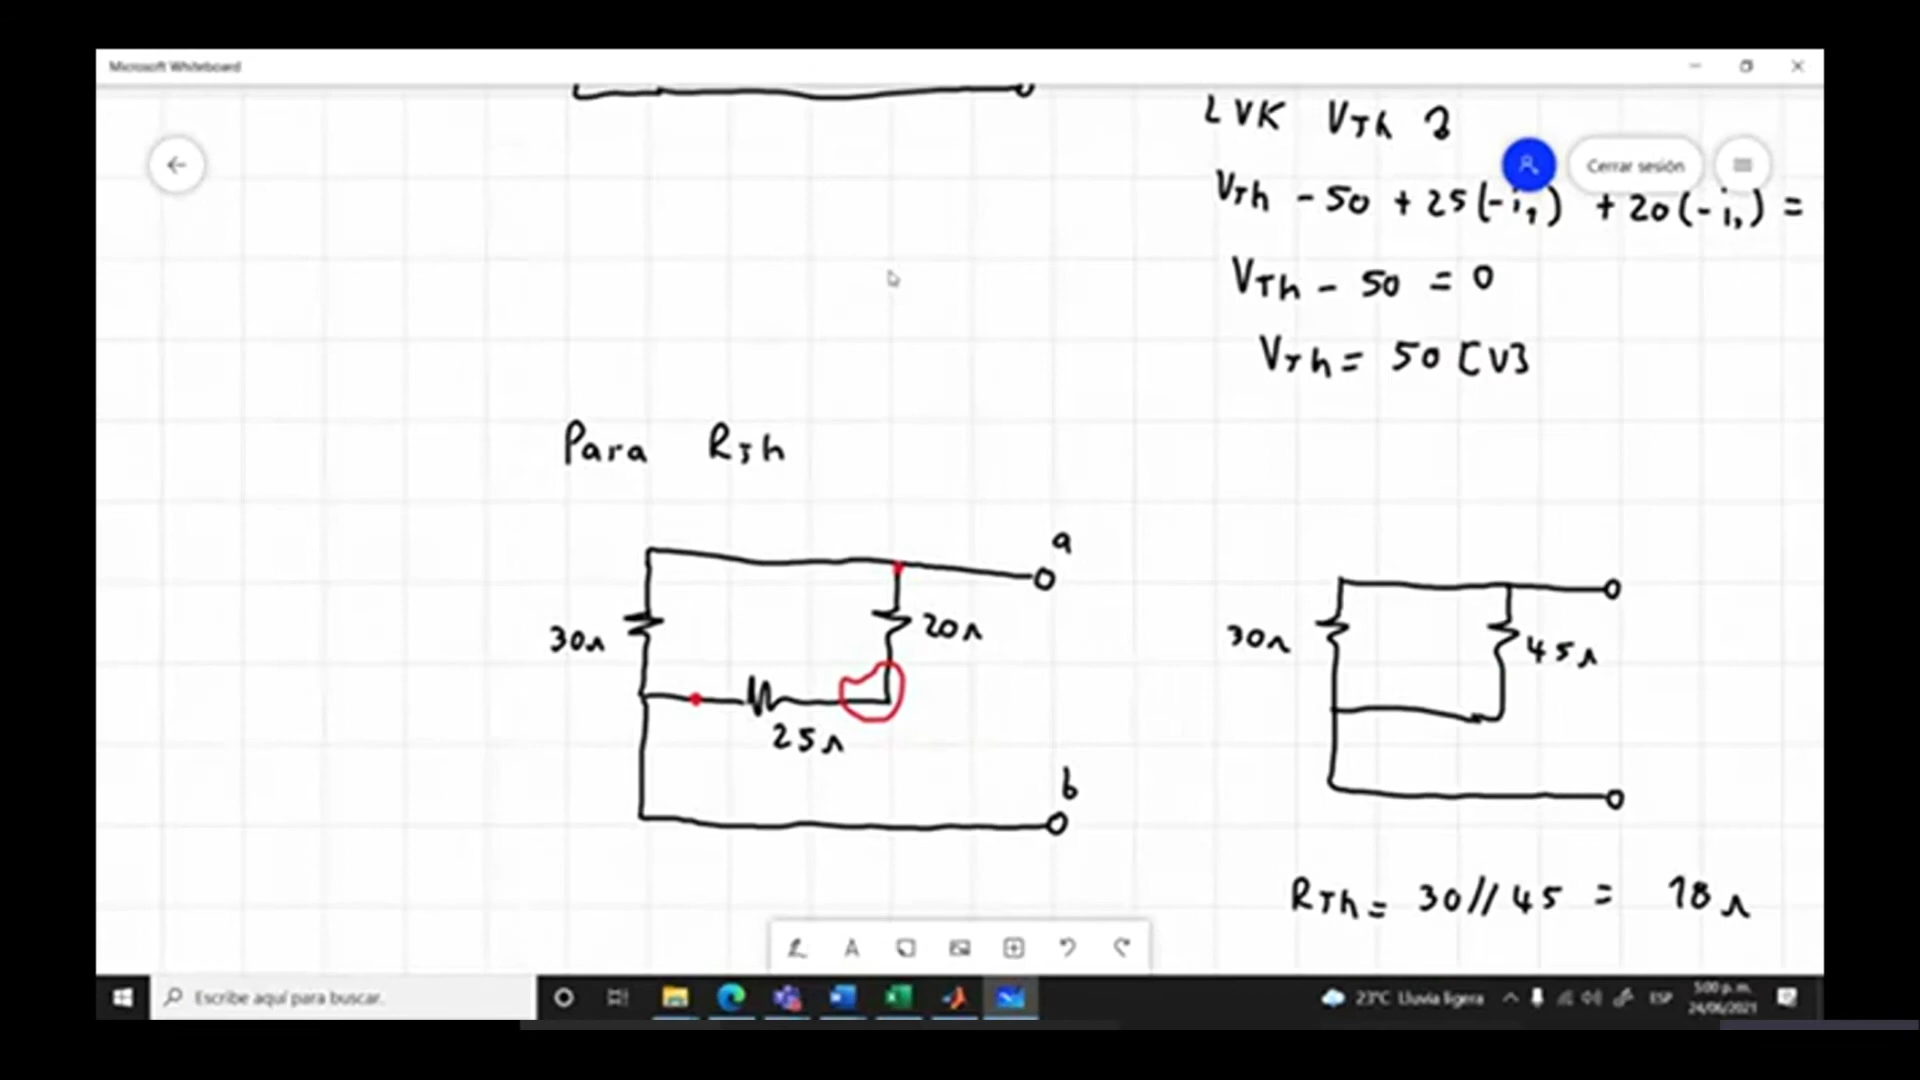 Microsoft Whiteboard
LVK VTh
Cerrar sesión
VTh - 50 + 25(-i1) + 20(-i1) =
VTh - 50 = 0
VTh = 50 [V]
Para RTh
a
30Ω
20Ω
25Ω
b
30Ω
45Ω
RTh = 30//45 = 18Ω
A
Escribe aquí para buscar.
23°C Lluvia ligera
ESP
5:00 p. m.
24/06/2021